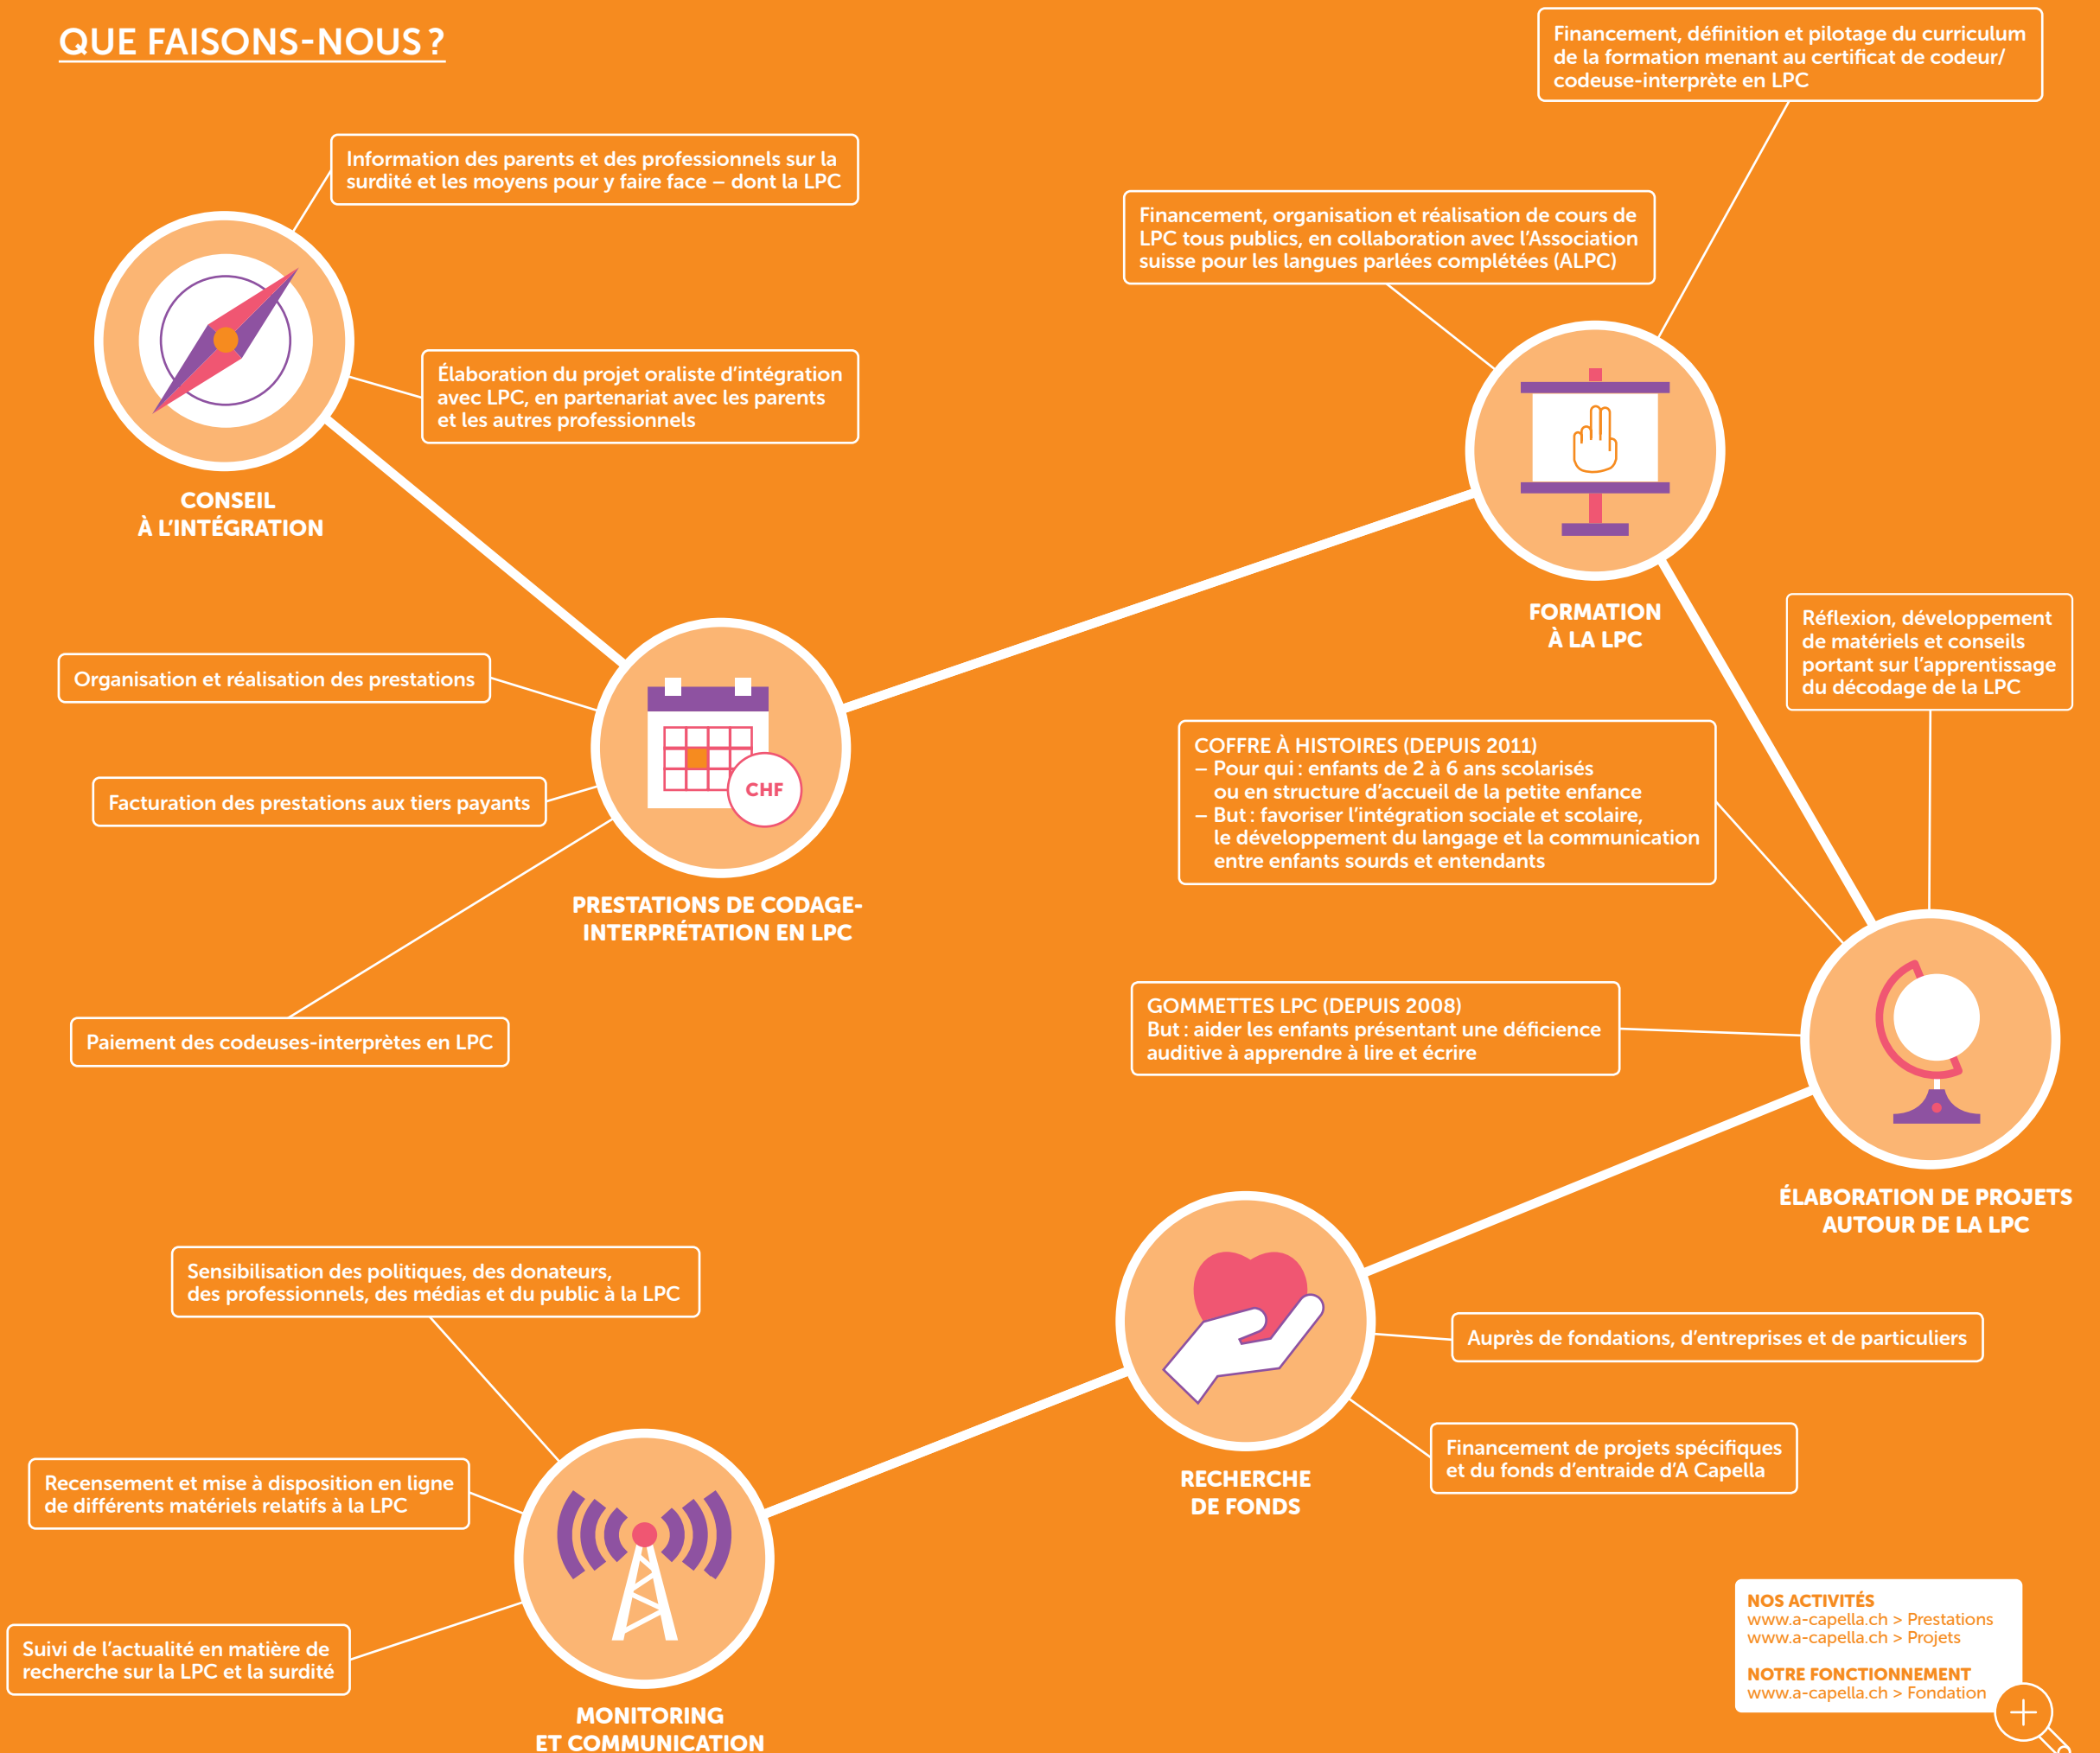 QUE FAISONS-NOUS ?
Information des parents et des professionnels sur la
surdité et les moyens pour y faire face – dont la LPC
Élaboration du projet oraliste d’intégration
avec LPC, en partenariat avec les parents
et les autres professionnels
CONSEIL
À L’INTÉGRATION
Organisation et réalisation des prestations
Facturation des prestations aux tiers payants
Paiement des codeuses-interprètes en LPC
CHF
PRESTATIONS DE CODAGE-
INTERPRÉTATION EN LPC
Financement, définition et pilotage du curriculum
de la formation menant au certificat de codeur/
codeuse-interprète en LPC
Financement, organisation et réalisation de cours de
LPC tous publics, en collaboration avec l’Association
suisse pour les langues parlées complétées (ALPC)
FORMATION
À LA LPC
Réflexion, développement
de matériels et conseils
portant sur l’apprentissage
du décodage de la LPC
COFFRE À HISTOIRES (DEPUIS 2011)
– Pour qui : enfants de 2 à 6 ans scolarisés
ou en structure d’accueil de la petite enfance
– But : favoriser l’intégration sociale et scolaire,
le développement du langage et la communication
entre enfants sourds et entendants
GOMMETTES LPC (DEPUIS 2008)
But : aider les enfants présentant une déficience
auditive à apprendre à lire et écrire
ÉLABORATION DE PROJETS
AUTOUR DE LA LPC
Auprès de fondations, d’entreprises et de particuliers
Financement de projets spécifiques
et du fonds d’entraide d’A Capella
RECHERCHE
DE FONDS
Sensibilisation des politiques, des donateurs,
des professionnels, des médias et du public à la LPC
Recensement et mise à disposition en ligne
de différents matériels relatifs à la LPC
Suivi de l’actualité en matière de
recherche sur la LPC et la surdité
MONITORING
ET COMMUNICATION
NOS ACTIVITÉS
www.a-capella.ch > Prestations
www.a-capella.ch > Projets
NOTRE FONCTIONNEMENT
www.a-capella.ch > Fondation